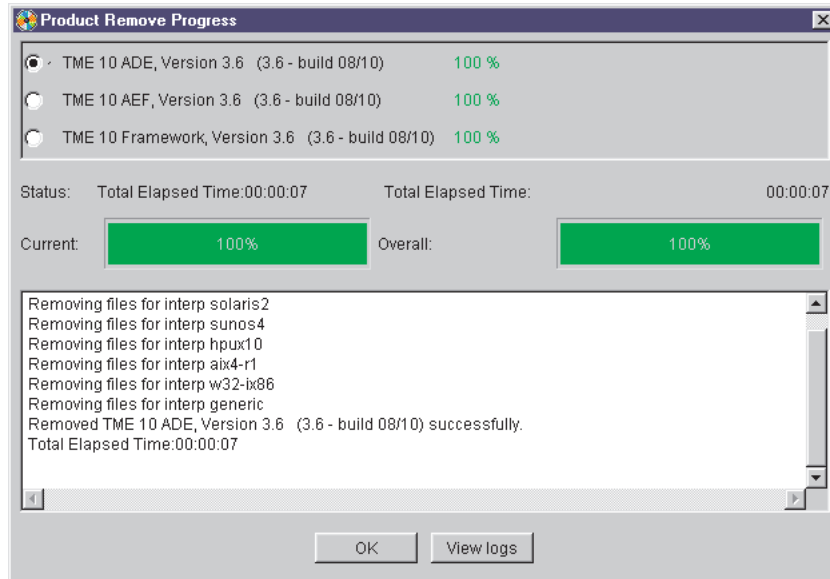 Product Remove Progress
TME 10 ADE, Version 3.6 (3.6 - build 08/10) 100 %
TME 10 AEF, Version 3.6 (3.6 - build 08/10) 100 %
TME 10 Framework, Version 3.6 (3.6 - build 08/10) 100 %
Status: Total Elapsed Time:00:00:07 Total Elapsed Time: 00:00:07
Current: 100% Overall: 100%
Removing files for interp solaris2
Removing files for interp sunos4
Removing files for interp hpux10
Removing files for interp aix4-r1
Removing files for interp w32-ix86
Removing files for interp generic
Removed TME 10 ADE, Version 3.6 (3.6 - build 08/10) successfully.
Total Elapsed Time:00:00:07
OK View logs